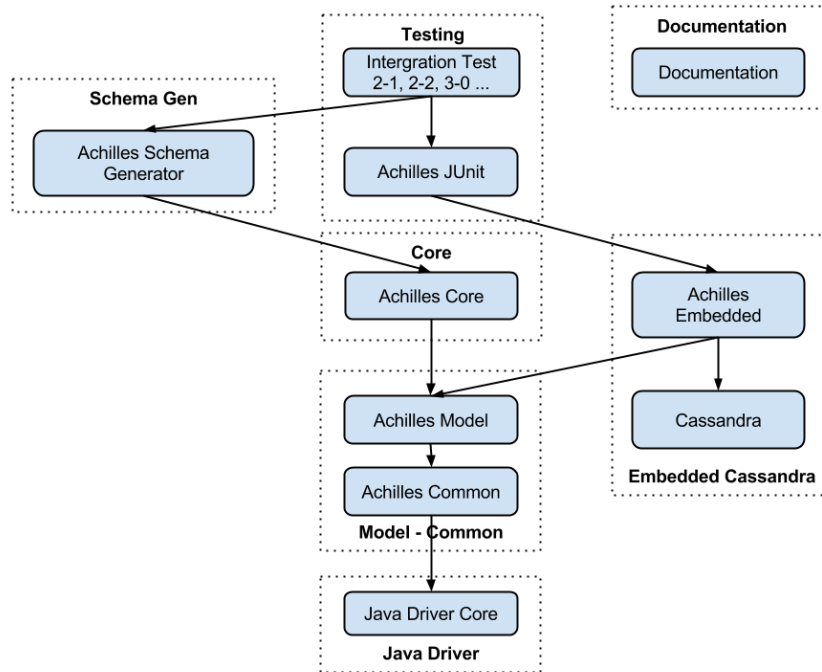 Testing
Intergration Test
2-1, 2-2, 3-0 ...
Achilles JUnit
Documentation
Documentation
Schema Gen
Achilles Schema
Generator
Core
Achilles Core
Achilles
Embedded
Cassandra
Embedded Cassandra
Achilles Model
Achilles Common
Model - Common
Java Driver Core
Java Driver